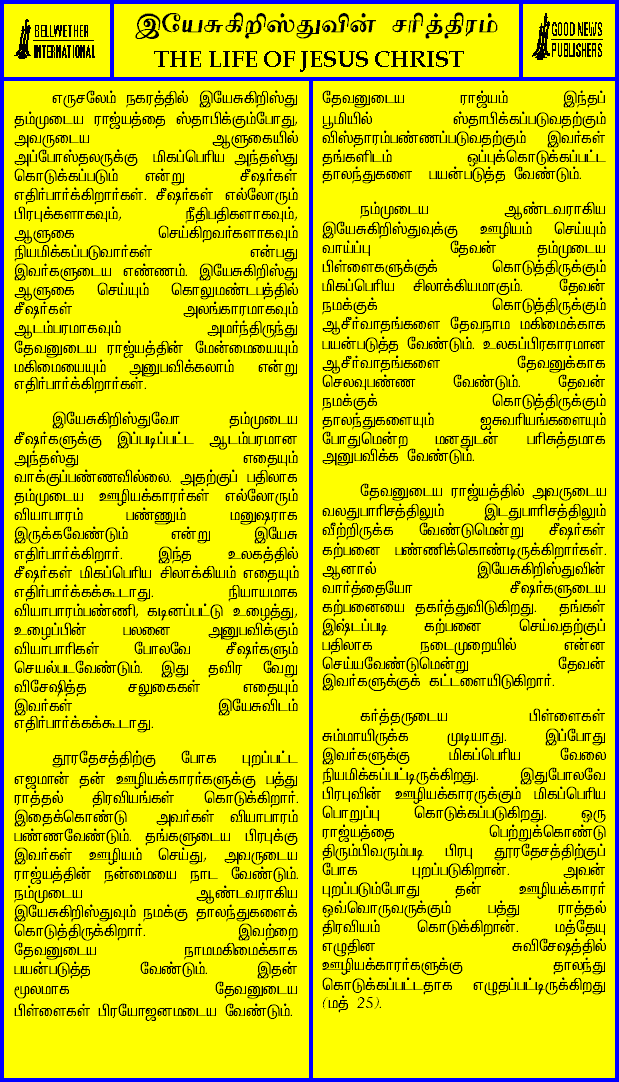 BELLWETHER
INTERNATIONAL
இயேசுகிறிஸ்துவின் சரித்திரம்
THE LIFE OF JESUS CHRIST
GOOD NEWS
PUBLISHERS
எருசலேம் நகரத்தில் இயேசுகிறிஸ்து
தம்முடைய ராஜ்யத்தை ஸ்தாபிக்கும்போது,
அவருடைய ஆளுகையில்
அப்போஸ்தலருக்கு மிகப்பெரிய அந்தஸ்து
கொடுக்கப்படும் என்று சீஷர்கள்
எதிர்பார்க்கிறார்கள். சீஷர்கள் எல்லோரும்
பிரபுக்களாகவும், நீதிபதிகளாகவும்,
ஆளுகை செய்கிறவர்களாகவும்
நியமிக்கப்படுவார்கள் என்பது
இவர்களுடைய எண்ணம். இயேசுகிறிஸ்து
ஆளுகை செய்யும் கொலுமண்டபத்தில்
சீஷர்கள் அலங்காரமாகவும்
ஆடம்பரமாகவும் அமர்ந்திருந்து
தேவனுடைய ராஜ்யத்தின் மேன்மையையும்
மகிமையையும் அனுபவிக்கலாம் என்று
எதிர்பார்க்கிறார்கள்.
இயேசுகிறிஸ்துவோ தம்முடைய
சீஷர்களுக்கு இப்படிப்பட்ட ஆடம்பரமான
அந்தஸ்து எதையும்
வாக்குப்பண்ணவில்லை. அதற்குப் பதிலாக
தம்முடைய ஊழியக்காரர்கள் எல்லோரும்
வியாபாரம் பண்ணும் மனுஷராக
இருக்கவேண்டும் என்று இயேசு
எதிர்பார்க்கிறார். இந்த உலகத்தில்
சீஷர்கள் மிகப்பெரிய சிலாக்கியம் எதையும்
எதிர்பார்க்கக்கூடாது. நியாயமாக
வியாபாரம்பண்ணி, கடினப்பட்டு உழைத்து,
உழைப்பின் பலனை அனுபவிக்கும்
வியாபாரிகள் போலவே சீஷர்களும்
செயல்படவேண்டும். இது தவிர வேறு
விசேஷித்த சலுகைகள் எதையும்
இவர்கள் இயேசுவிடம்
எதிர்பார்க்கக்கூடாது.
தூரதேசத்திற்கு போக புறப்பட்ட
எஜமான் தன் ஊழியக்காரர்களுக்கு பத்து
ராத்தல் திரவியங்கள் கொடுக்கிறார்.
இதைக்கொண்டு அவர்கள் வியாபாரம்
பண்ணவேண்டும். தங்களுடைய பிரபுக்கு
இவர்கள் ஊழியம் செய்து, அவருடைய
ராஜ்யத்தின் நன்மையை நாட வேண்டும்.
நம்முடைய ஆண்டவராகிய
இயேசுகிறிஸ்துவும் நமக்கு தாலந்துகளைக்
கொடுத்திருக்கிறார். இவற்றை
தேவனுடைய நாமமகிமைக்காக
பயன்படுத்த வேண்டும். இதன்
மூலமாக தேவனுடைய
பிள்ளைகள் பிரயோஜனமடைய வேண்டும்.
தேவனுடைய ராஜ்யம் இந்தப்
பூமியில் ஸ்தாபிக்கப்படுவதற்கும்
விஸ்தாரம்பண்ணப்படுவதற்கும் இவர்கள்
தங்களிடம் ஒப்புக்கொடுக்கப்பட்ட
தாலந்துகளை பயன்படுத்த வேண்டும்.
நம்முடைய ஆண்டவராகிய
இயேசுகிறிஸ்துவுக்கு ஊழியம் செய்யும்
வாய்ப்பு தேவன் தம்முடைய
பிள்ளைகளுக்குக் கொடுத்திருக்கும்
மிகப்பெரிய சிலாக்கியமாகும். தேவன்
நமக்குக் கொடுத்திருக்கும்
ஆசீர்வாதங்களை தேவநாம மகிமைக்காக
பயன்படுத்த வேண்டும். உலகப்பிரகாரமான
ஆசீர்வாதங்களை தேவனுக்காக
செலவுபண்ண வேண்டும். தேவன்
நமக்குக் கொடுத்திருக்கும்
தாலந்துகளையும் ஐசுவரியங்களையும்
போதுமென்ற மனதுடன் பரிசுத்தமாக
அனுபவிக்க வேண்டும்.
தேவனுடைய ராஜ்யத்தில் அவருடைய
வலதுபாரிசத்திலும் இடதுபாரிசத்திலும்
வீற்றிருக்க வேண்டுமென்று சீஷர்கள்
கற்பனை பண்ணிக்கொண்டிருக்கிறார்கள்.
ஆனால் இயேசுகிறிஸ்துவின்
வார்த்தையோ சீஷர்களுடைய
கற்பனையை தகர்த்துவிடுகிறது. தங்கள்
இஷ்டப்படி கற்பனை செய்வதற்குப்
பதிலாக நடைமுறையில் என்ன
செய்யவேண்டுமென்று தேவன்
இவர்களுக்குக் கட்டளையிடுகிறார்.
கர்த்தருடைய பிள்ளைகள்
சும்மாயிருக்க முடியாது. இப்போது
இவர்களுக்கு மிகப்பெரிய வேலை
நியமிக்கப்பட்டிருக்கிறது. இதுபோலவே
பிரபுவின் ஊழியக்காரருக்கும் மிகப்பெரிய
பொறுப்பு கொடுக்கப்படுகிறது. ஒரு
ராஜ்யத்தை பெற்றுக்கொண்டு
திரும்பிவரும்படி பிரபு தூரதேசத்திற்குப்
போக புறப்படுகிறான். அவன்
புறப்படும்போது தன் ஊழியக்காரர்
ஒவ்வொருவருக்கும் பத்து ராத்தல்
திரவியம் கொடுக்கிறான். மத்தேயு
எழுதின சுவிசேஷத்தில்
ஊழியக்காரர்களுக்கு தாலந்து
கொடுக்கப்பட்டதாக எழுதப்பட்டிருக்கிறது
(மத் 25).